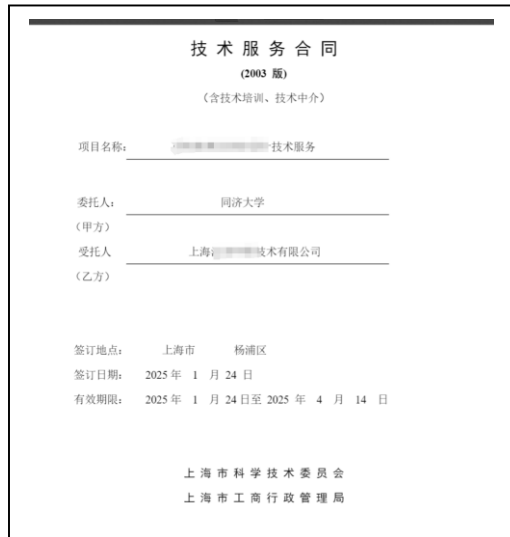 技术服务合同
(2003 版)
（含技术培训、技术中介）
项目名称： 技术服务
委托人： 同济大学
（甲方）
受托人 上海 技术有限公司
（乙方）
签订地点： 上海市 杨浦区
签订日期： 2025 年 1 月 24 日
有效期限： 2025 年 1 月 24 日至 2025 年 4 月 14 日
上海市科学技术委员会
上海市工商行政管理局